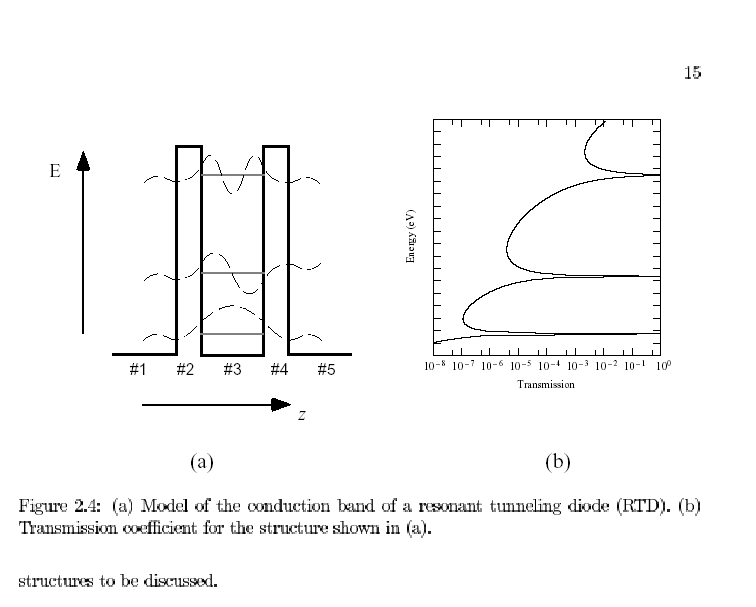 15
E
#1 #2 #3 #4 #5
z
(a)
Energy (eV)
10⁻⁸ 10⁻⁷ 10⁻⁶ 10⁻⁵ 10⁻⁴ 10⁻³ 10⁻² 10⁻¹ 10⁰
Transmission
(b)
Figure 2.4: (a) Model of the conduction band of a resonant tunneling diode (RTD). (b)
Transmission coefficient for the structure shown in (a).
structures to be discussed.